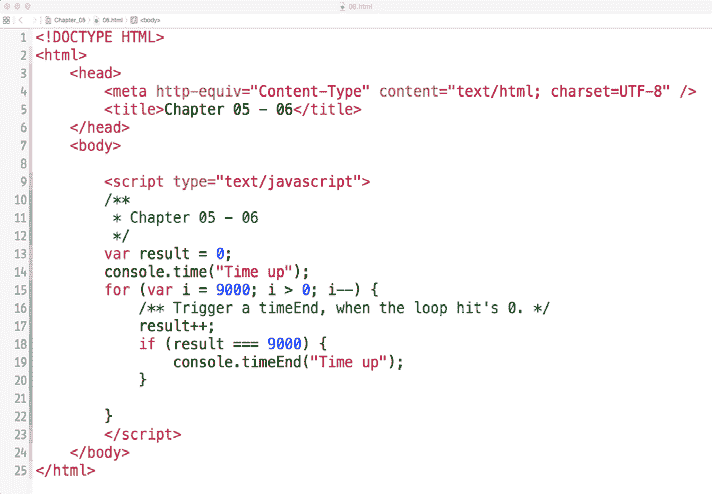 06.html
Chapter_05 › 06.html › <body>
1 <!DOCTYPE HTML>
2 <html>
3 <head>
4 <meta http-equiv="Content-Type" content="text/html; charset=UTF-8" />
5 <title>Chapter 05 - 06</title>
6 </head>
7 <body>
8
9 <script type="text/javascript">
10 /**
11 * Chapter 05 - 06
12 */
13 var result = 0;
14 console.time("Time up");
15 for (var i = 9000; i > 0; i--) {
16 /** Trigger a timeEnd, when the loop hit's 0. */
17 result++;
18 if (result === 9000) {
19 console.timeEnd("Time up");
20 }
21
22 }
23 </script>
24 </body>
25 </html>